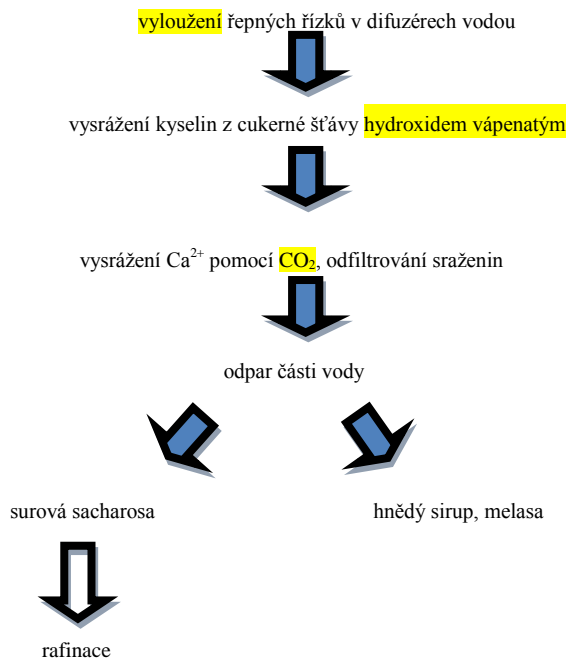 vyloužení řepných řízků v difuzérech vodou
vysrážení kyselin z cukerné šťávy hydroxidem vápenatým
vysrážení Ca²⁺ pomocí CO₂, odfiltrování sraženin
odpar části vody
surová sacharosa
hnědý sirup, melasa
rafinace